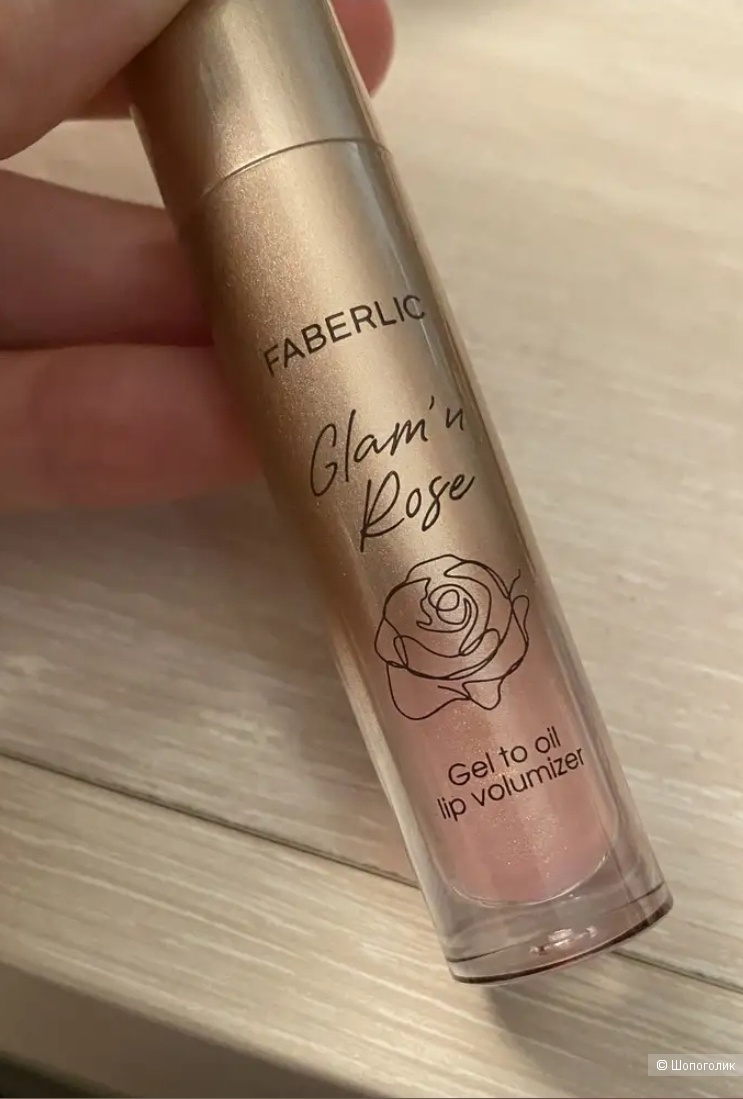 FABERLIC
Glam'n
Rose
Gel to oil
lip volumizer
© Шопоголик